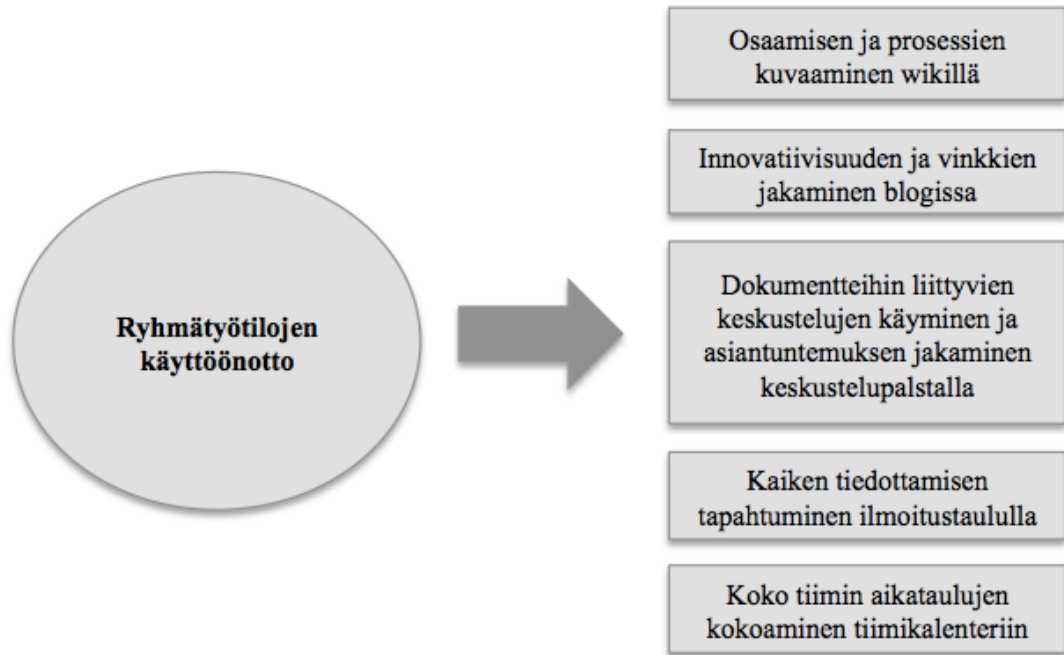 Ryhmätyötilojen
käyttöönotto
Osaamisen ja prosessien
kuvaaminen wikillä
Innovatiivisuuden ja vinkkien
jakaminen blogissa
Dokumentteihin liittyvien
keskustelujen käyminen ja
asiantuntemuksen jakaminen
keskustelupalstalla
Kaiken tiedottamisen
tapahtuminen ilmoitustaululla
Koko tiimin aikataulujen
kokoaminen tiimikalenteriin